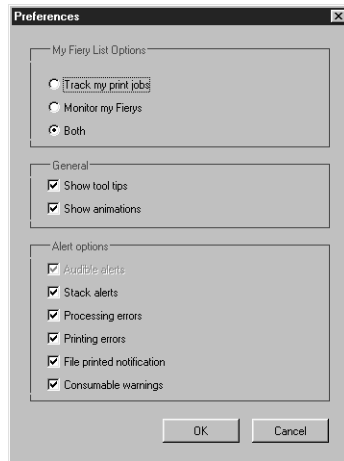 Preferences
My Fiery List Options
Track my print jobs
Monitor my Fierys
Both
General
Show tool tips
Show animations
Alert options
Audible alerts
Stack alerts
Processing errors
Printing errors
File printed notification
Consumable warnings
OK Cancel